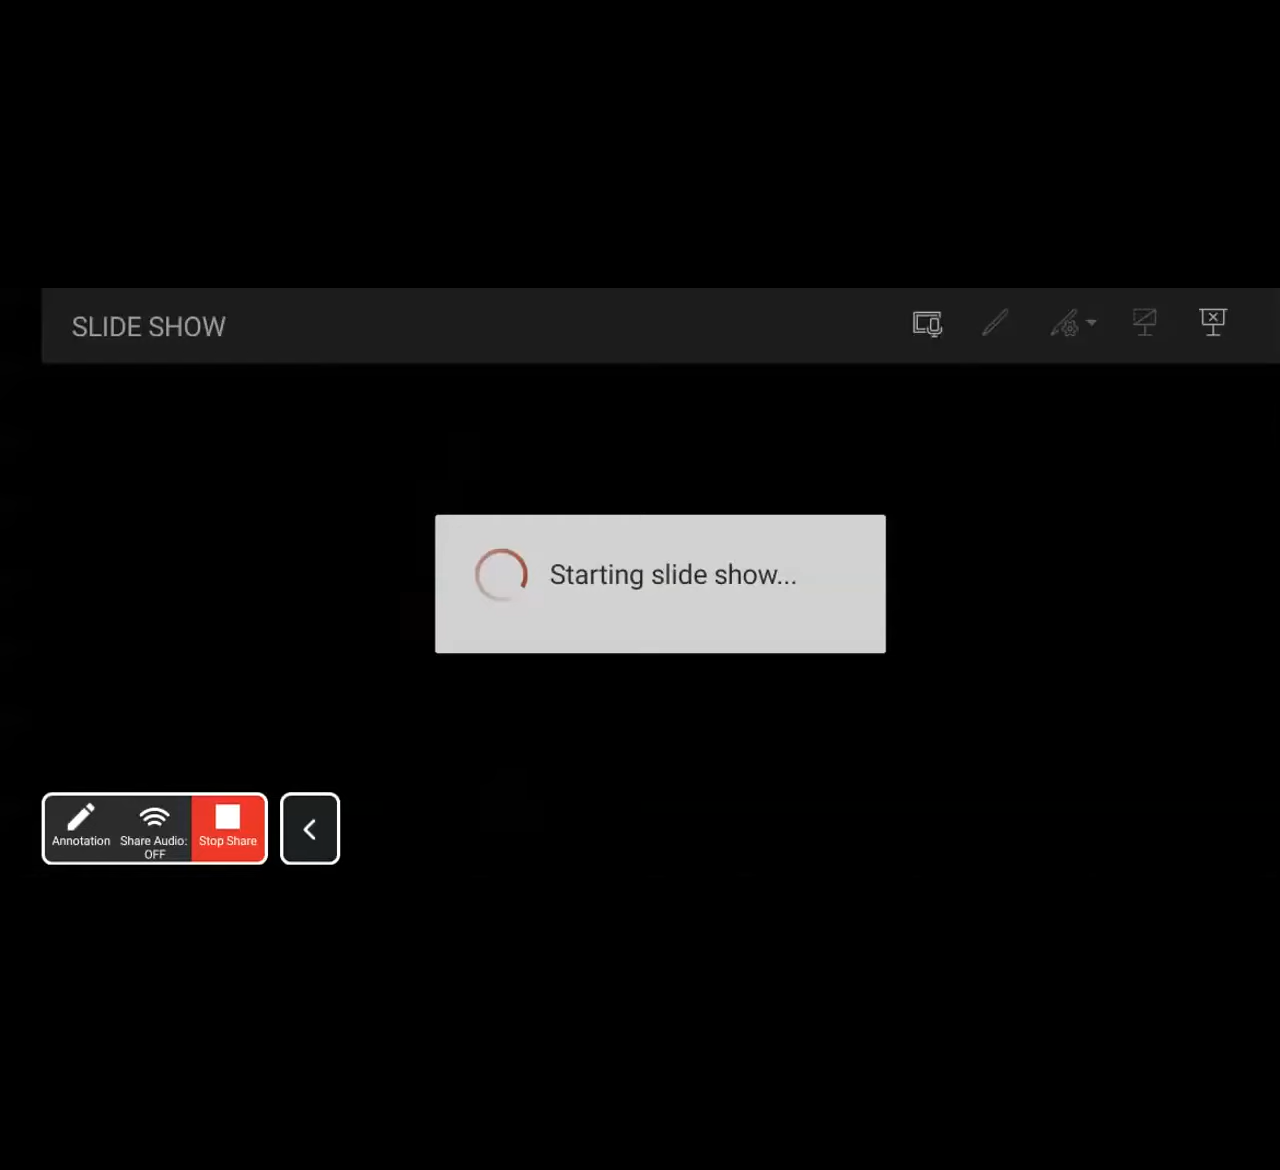 SLIDE SHOW
Starting slide show...
Annotation
Share Audio:
OFF
Stop Share